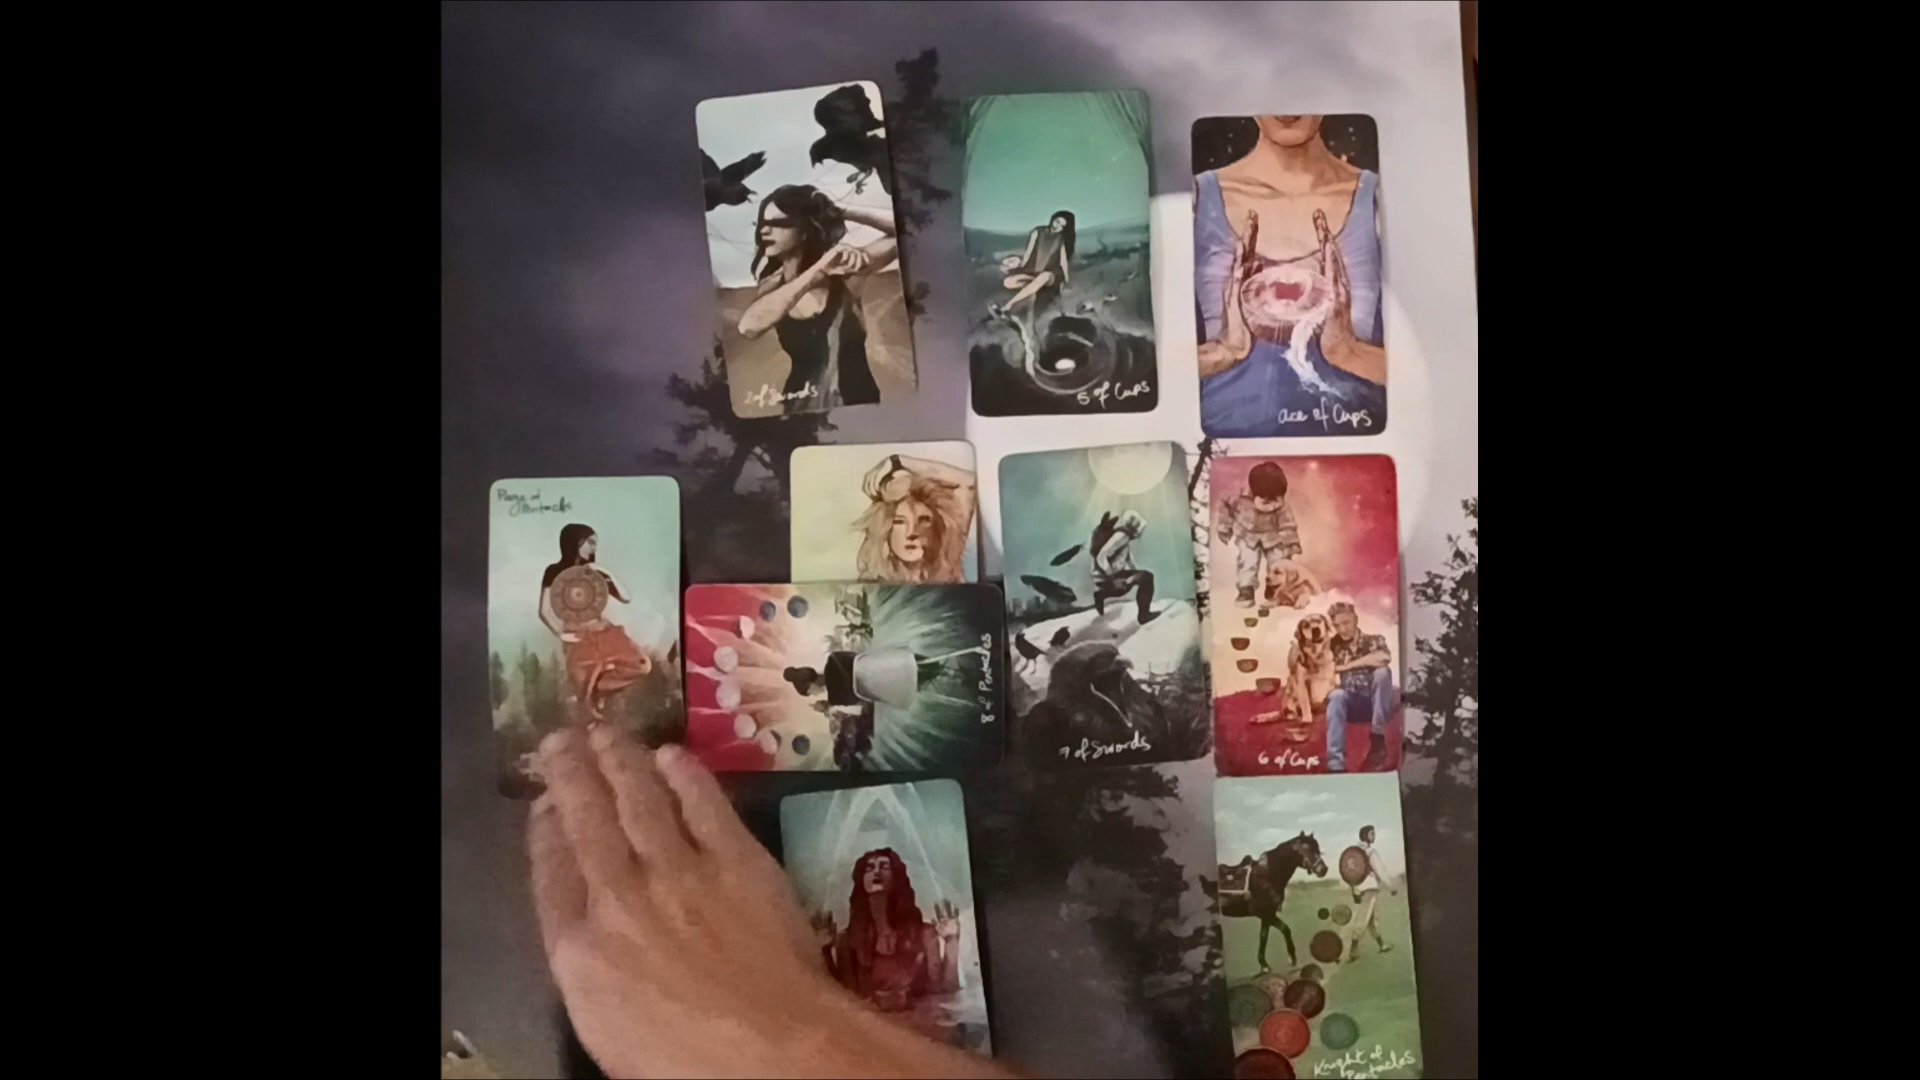 2 of Swords
5 of Cups
ace of Cups
Page of
Pentacles
8 of Pentacles
7 of Swords
6 of Cups
Knight of
Pentacles